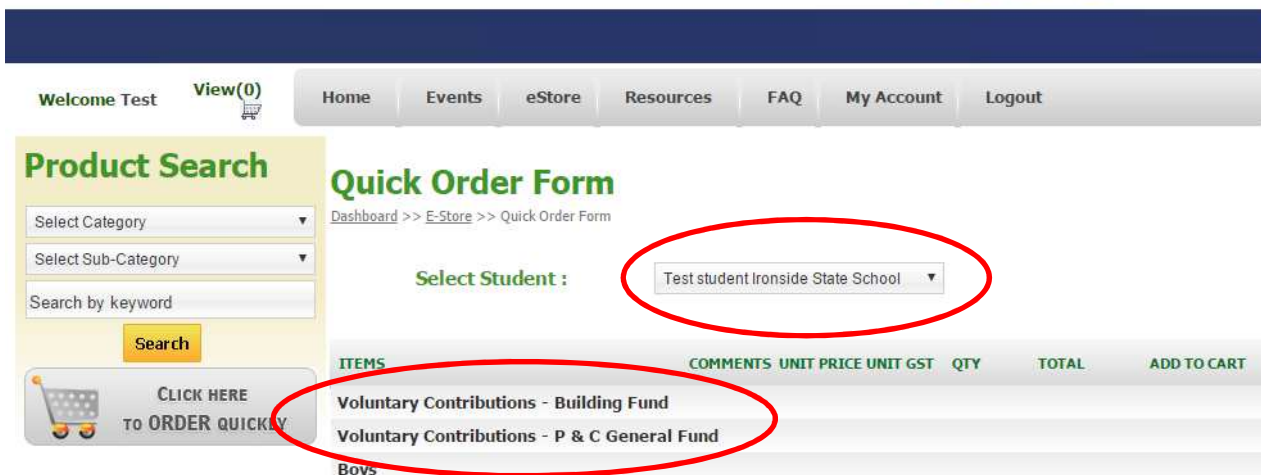 Welcome Test View(0) Home Events eStore Resources FAQ My Account Logout
Product Search
Select Category
Select Sub-Category
Search by keyword
Search
CLICK HERE
TO ORDER QUICKLY
Quick Order Form
Dashboard >> E-Store >> Quick Order Form
Select Student : Test student Ironside State School
ITEMS COMMENTS UNIT PRICE UNIT GST QTY TOTAL ADD TO CART
Voluntary Contributions - Building Fund
Voluntary Contributions - P & C General Fund
Boys